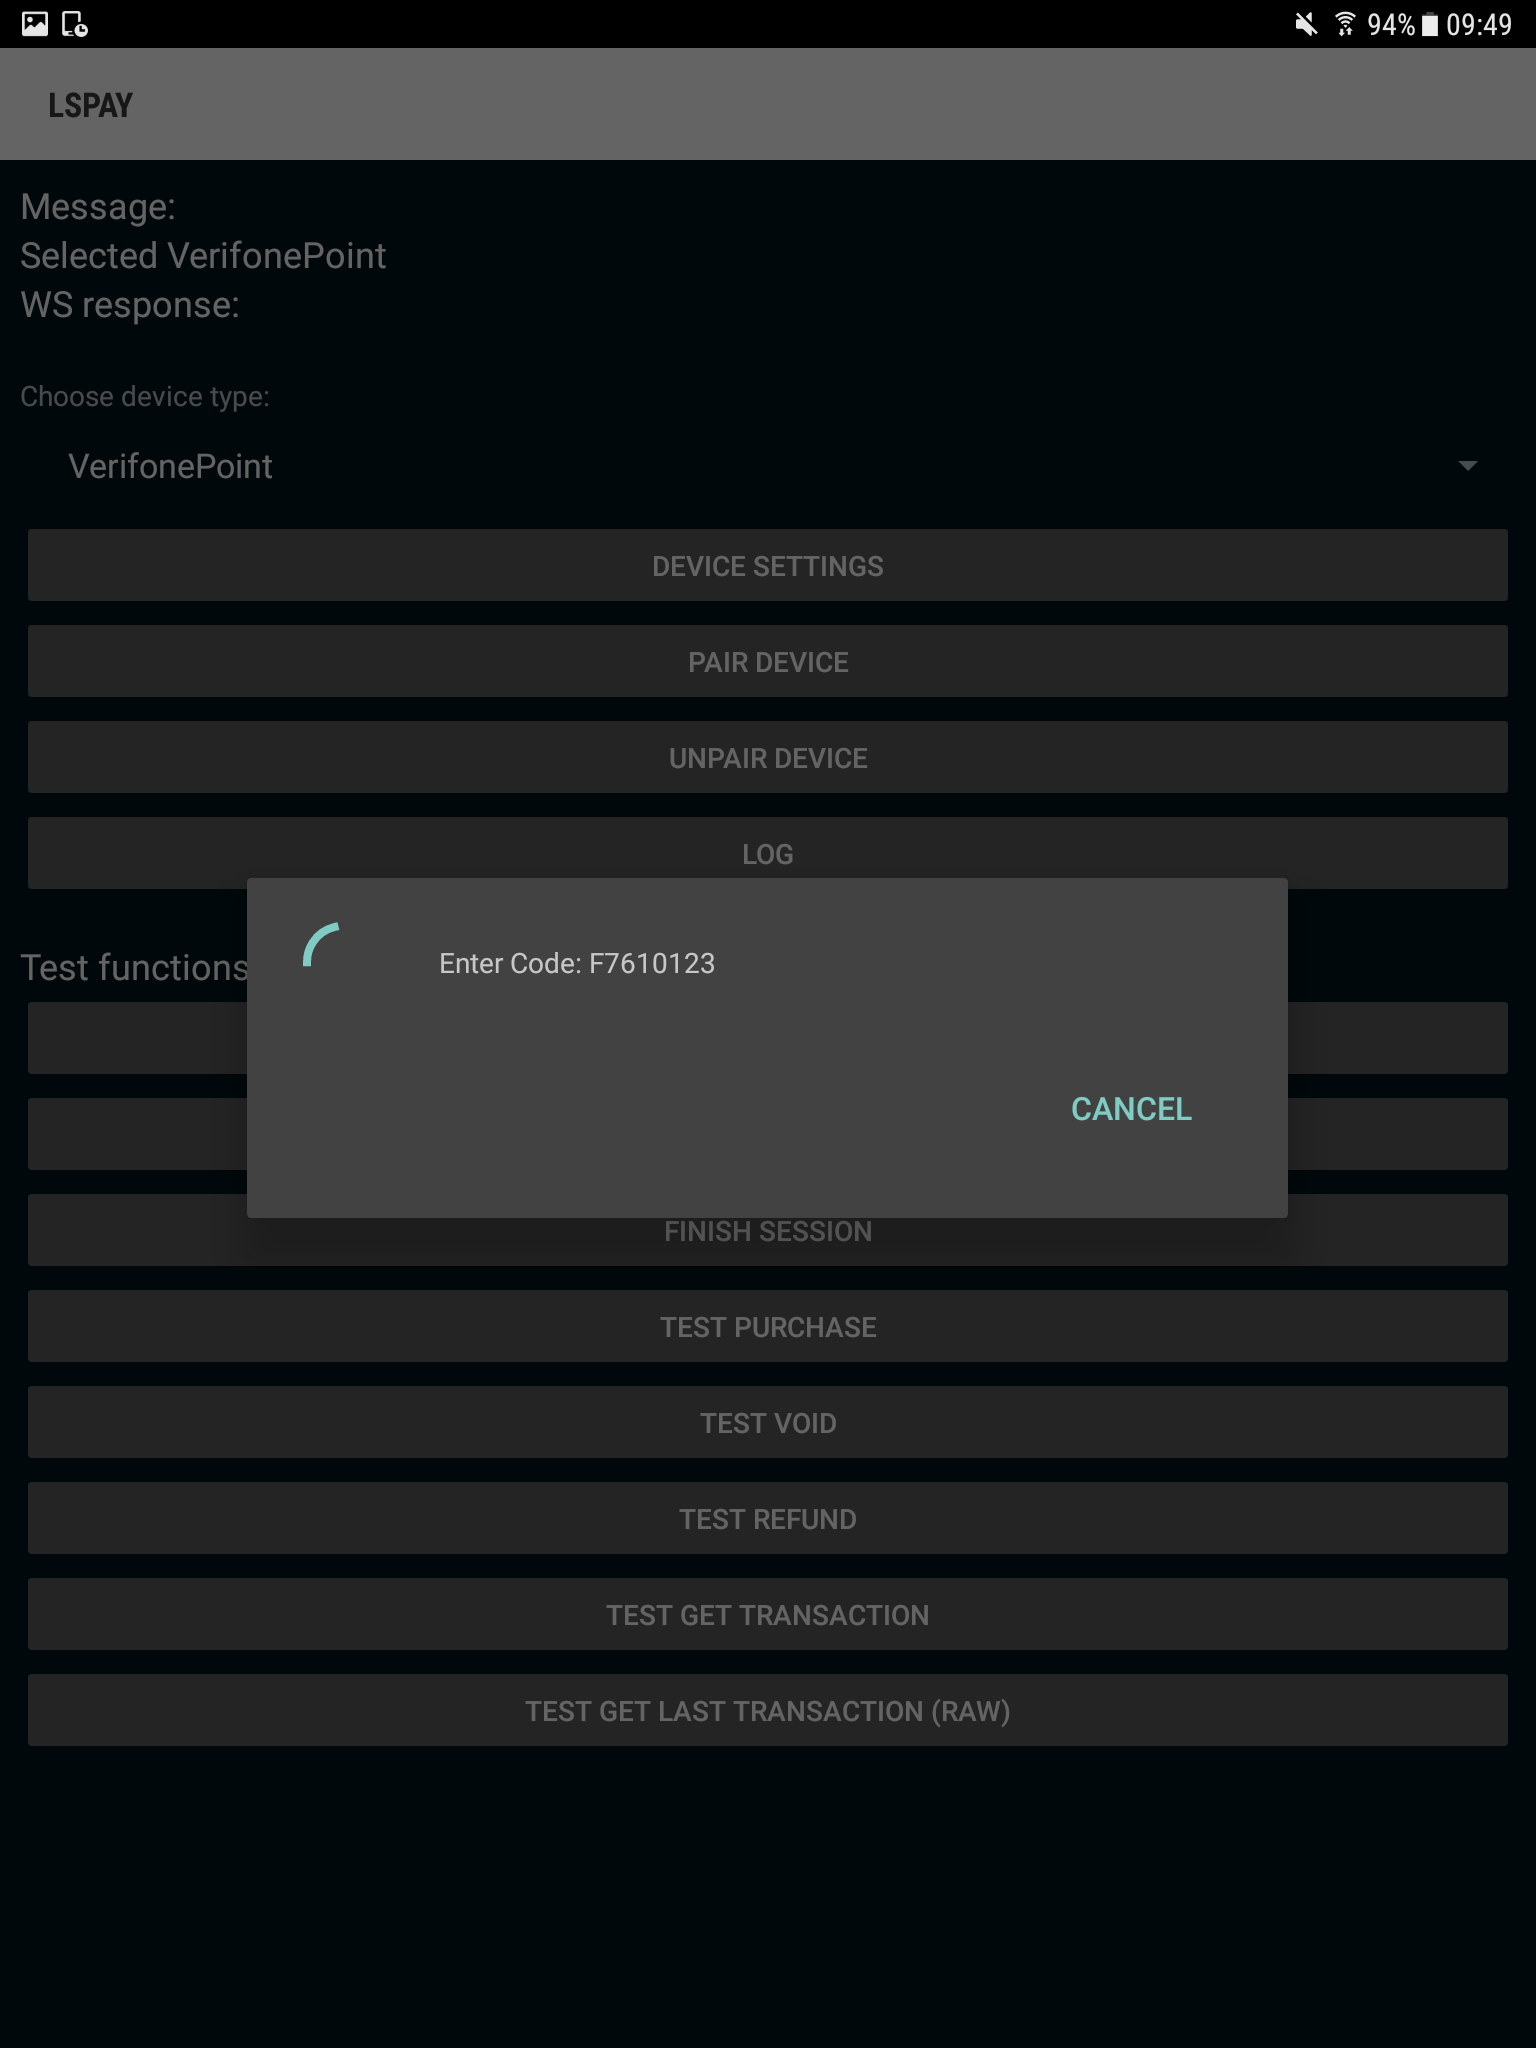 94% 09:49
LSPAY
Message:
Selected VerifonePoint
WS response:
Choose device type:
VerifonePoint
DEVICE SETTINGS
PAIR DEVICE
UNPAIR DEVICE
LOG
Test functions
Enter Code: F7610123
CANCEL
FINISH SESSION
TEST PURCHASE
TEST VOID
TEST REFUND
TEST GET TRANSACTION
TEST GET LAST TRANSACTION (RAW)